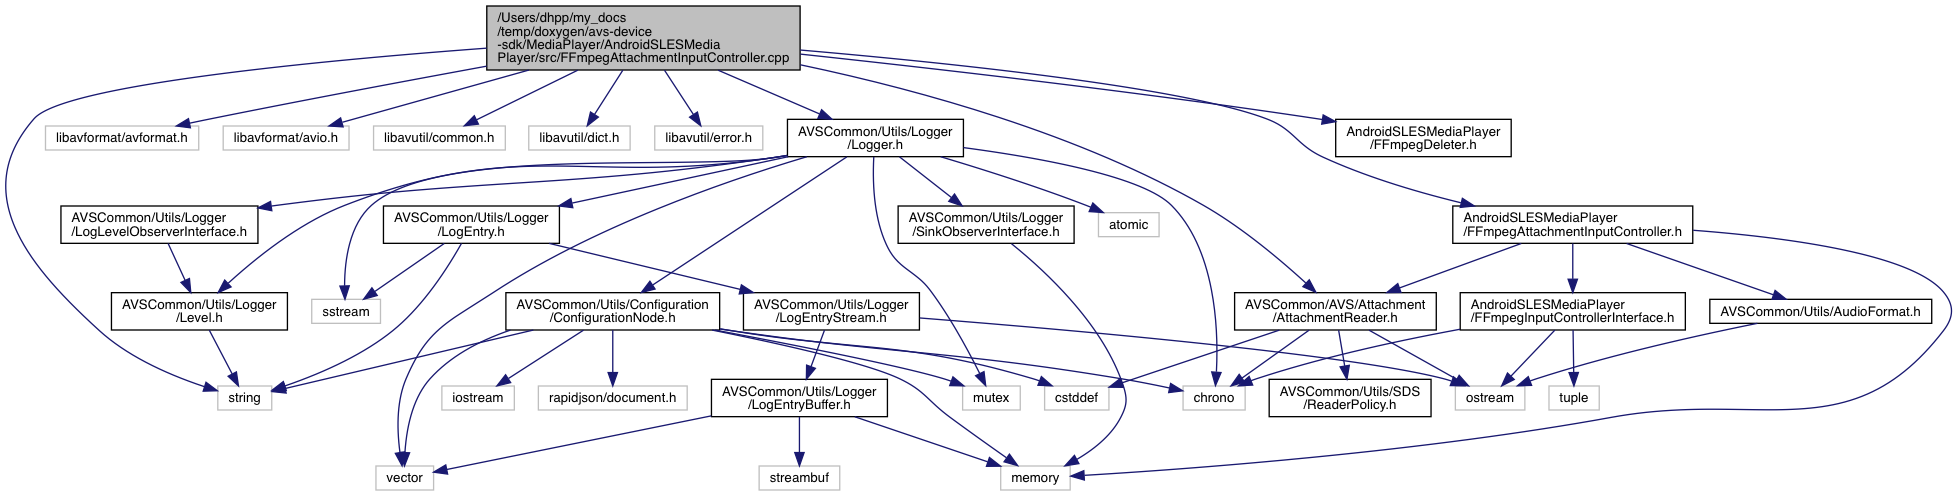 /Users/dhpp/my_docs
/temp/doxygen/avs-device
-sdk/MediaPlayer/AndroidSLESMedia
Player/src/FFmpegAttachmentInputController.cpp
libavformat/avformat.h
libavformat/avio.h
libavutil/common.h
libavutil/dict.h
libavutil/error.h
AVSCommon/Utils/Logger
/Logger.h
AndroidSLESMediaPlayer
/FFmpegDeleter.h
AVSCommon/Utils/Logger
/LogLevelObserverInterface.h
AVSCommon/Utils/Logger
/LogEntry.h
AVSCommon/Utils/Logger
/SinkObserverInterface.h
atomic
AndroidSLESMediaPlayer
/FFmpegAttachmentInputController.h
AVSCommon/Utils/Logger
/Level.h
sstream
AVSCommon/Utils/Configuration
/ConfigurationNode.h
AVSCommon/Utils/Logger
/LogEntryStream.h
AVSCommon/AVS/Attachment
/AttachmentReader.h
AndroidSLESMediaPlayer
/FFmpegInputControllerInterface.h
AVSCommon/Utils/AudioFormat.h
string
iostream
rapidjson/document.h
AVSCommon/Utils/Logger
/LogEntryBuffer.h
mutex
cstddef
chrono
AVSCommon/Utils/SDS
/ReaderPolicy.h
ostream
tuple
vector
streambuf
memory